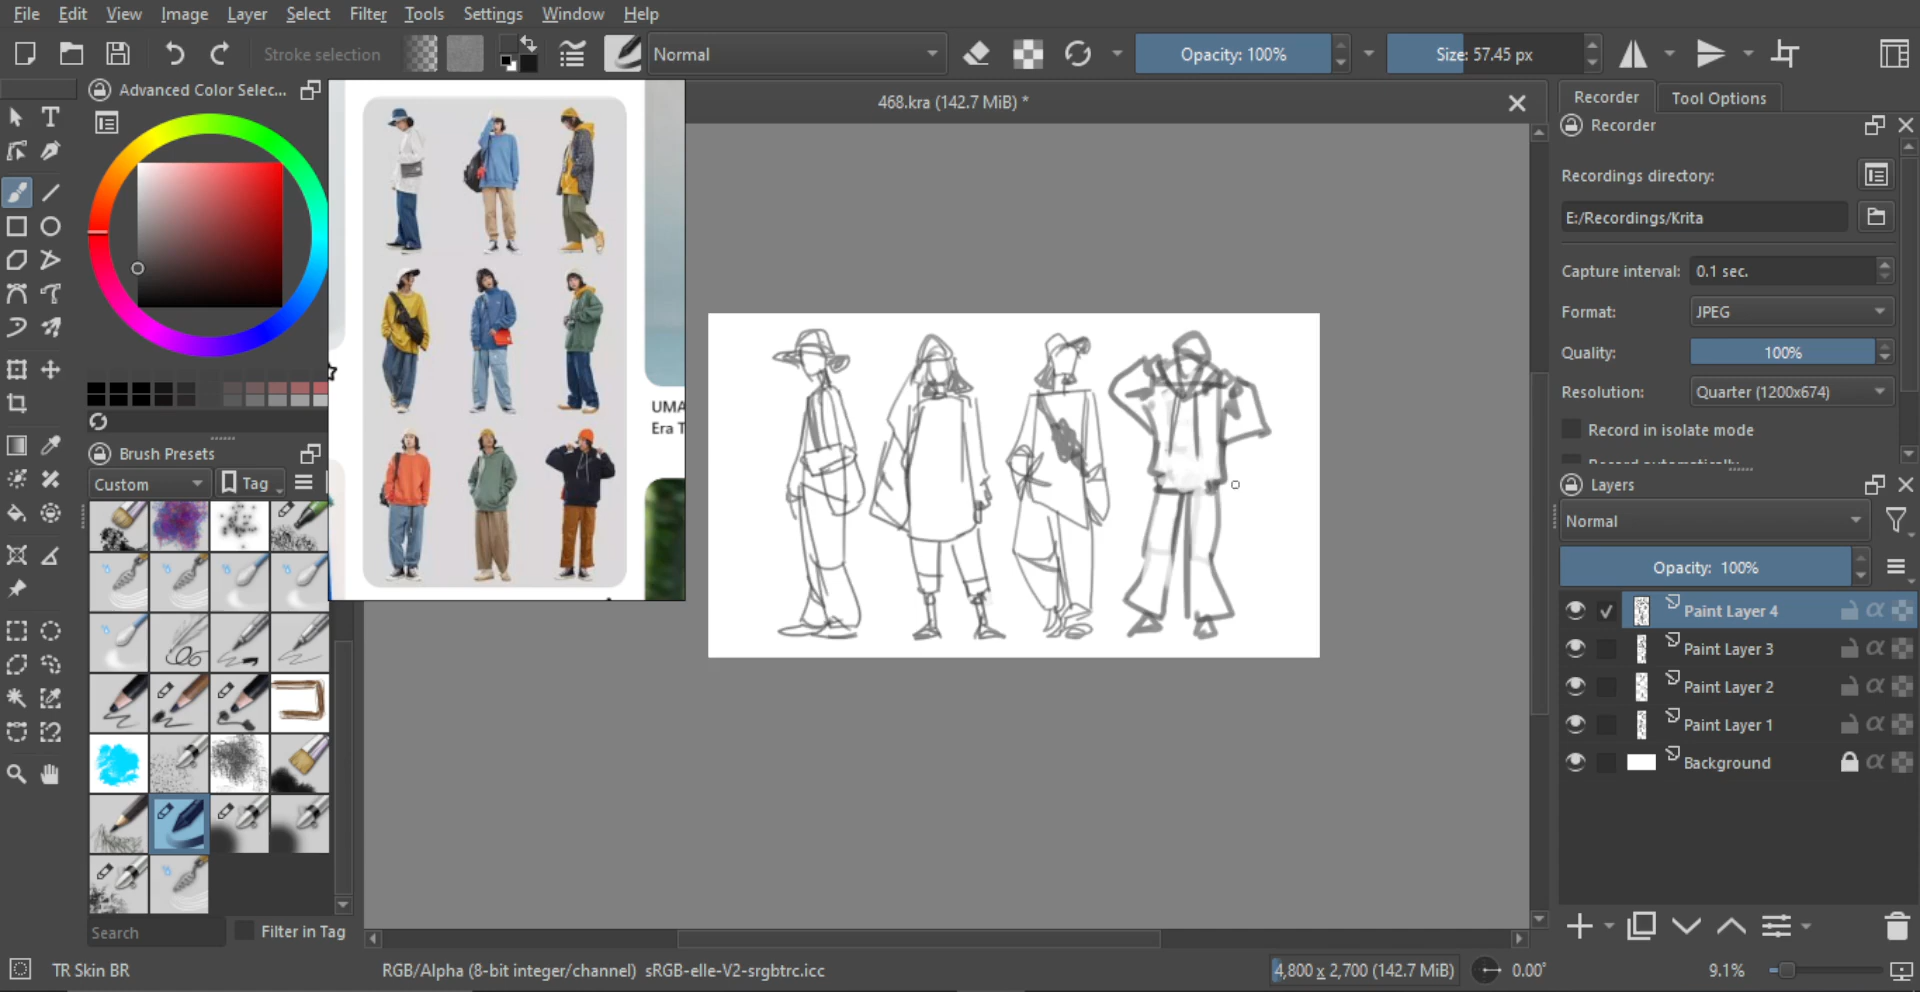 File Edit View Image Layer Select Filter Tools Settings Window Help
Stroke selection
Normal
Opacity: 100%
Size: 57.45 px
Advanced Color Selec...
468.kra (142.7 MiB) *
Recorder
Tool Options
Recorder
Recordings directory:
E:/Recordings/Krita
Capture interval: 0.1 sec.
Format: JPEG
Quality: 100%
Resolution: Quarter (1200x674)
Record in isolate mode
UMA
Era T
Brush Presets
Custom
Tag
Layers
Normal
Opacity: 100%
Paint Layer 4
Paint Layer 3
Paint Layer 2
Paint Layer 1
Background
Search
Filter in Tag
TR Skin BR
RGB/Alpha (8-bit integer/channel) sRGB-elle-V2-srgbtrc.icc
4,800 x 2,700 (142.7 MiB)
0.00°
9.1%